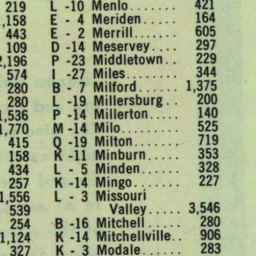 219 L -10 Menlo....... 421
,158 E - 4 Meriden..... 164
443 E - 2 Merrill...... 605
109 D -14 Meservey.... 297
2,196 P -23 Middletown.. 229
574 I -27 Miles........ 344
280 B - 7 Milford.... 1,375
280 L -19 Millersburg.. 200
1,536 P -14 Millerton.... 140
1,770 M -14 Milo......... 525
415 Q -19 Milton....... 719
158 K -11 Minburn..... 353
434 L - 5 Minden...... 328
257 K -14 Mingo....... 227
1,556 L - 3 Missouri
539 Valley..... 3,546
254 B -16 Mitchell..... 280
1,124 K -14 Mitchellville.. 906
327 K - 3 Modale...... 283